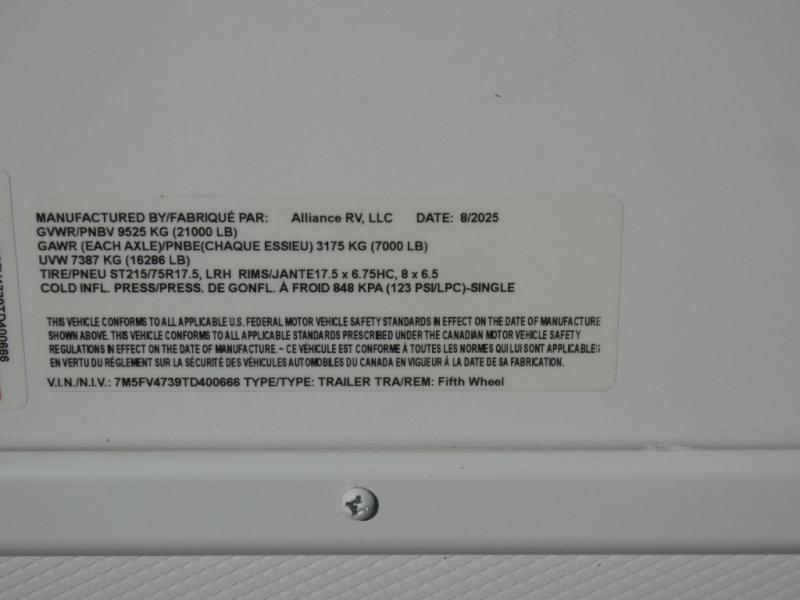 MANUFACTURED BY/FABRIQUÉ PAR: Alliance RV, LLC DATE: 8/2025
GVWR/PNBV 9525 KG (21000 LB)
GAWR (EACH AXLE)/PNBE(CHAQUE ESSIEU) 3175 KG (7000 LB)
UVW 7387 KG (16286 LB)
TIRE/PNEU ST215/75R17.5, LRH RIMS/JANTE17.5 x 6.75HC, 8 x 6.5
COLD INFL. PRESS/PRESS. DE GONFL. À FROID 848 KPA (123 PSI/LPC)-SINGLE
THIS VEHICLE CONFORMS TO ALL APPLICABLE U.S. FEDERAL MOTOR VEHICLE SAFETY STANDARDS IN EFFECT ON THE DATE OF MANUFACTURE
SHOWN ABOVE. THIS VEHICLE CONFORMS TO ALL APPLICABLE STANDARDS PRESCRIBED UNDER THE CANADIAN MOTOR VEHICLE SAFETY
REGULATIONS IN EFFECT ON THE DATE OF MANUFACTURE.~ CE VÉHICULE EST CONFORME À TOUTES LES NORMES QUI LUI SONT APPLICABLES
EN VERTU DU RÉGLEMENT SUR LA SÉCURITÉ DES VÉHICULES AUTOMOBILES DU CANADA EN VIGUEUR À LA DATE DE SA FABRICATION.
V.I.N./N.I.V.: 7M5FV4739TD400666 TYPE/TYPE: TRAILER TRA/REM: Fifth Wheel